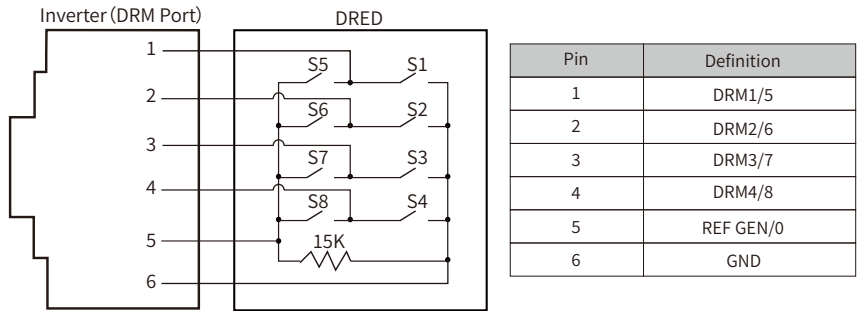 Inverter (DRM Port)
DRED
1
2
3
4
5
6
S5
S1
S6
S2
S7
S3
S8
S4
15K
Pin Definition
1 DRM1/5
2 DRM2/6
3 DRM3/7
4 DRM4/8
5 REF GEN/0
6 GND